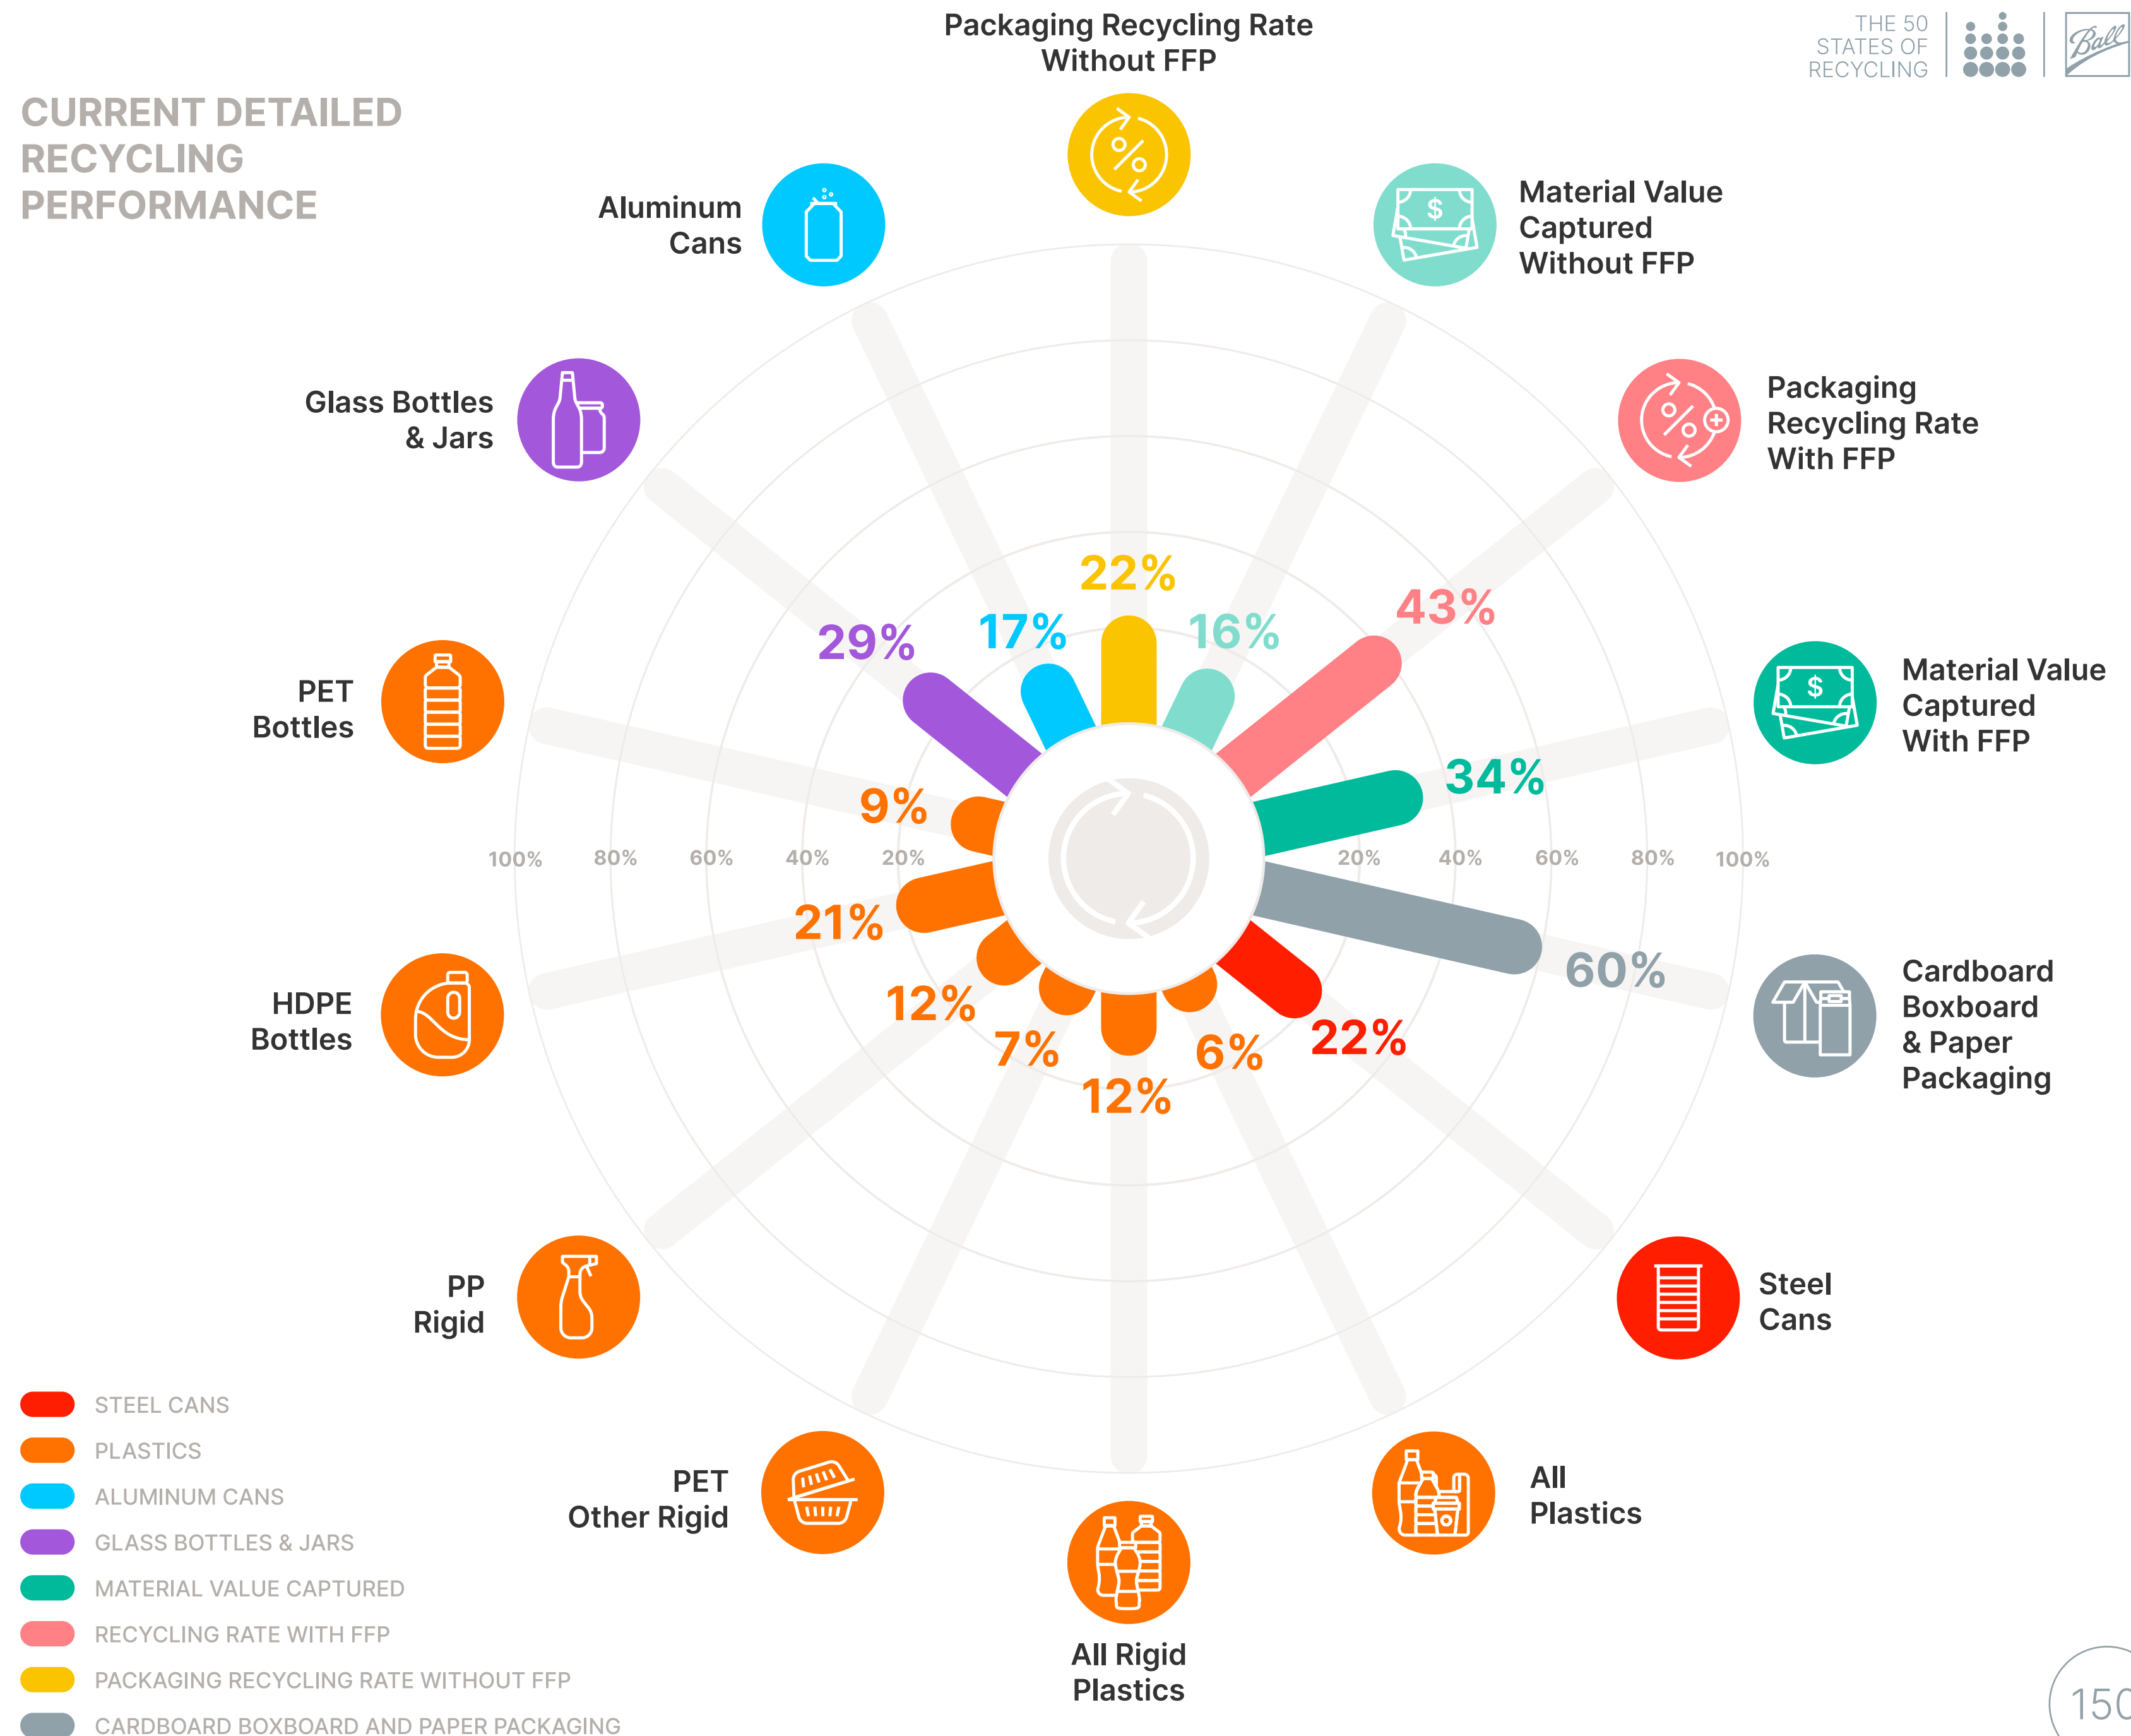 THE 50
STATES OF
RECYCLING
Ball
CURRENT DETAILED
RECYCLING
PERFORMANCE
Packaging Recycling Rate
Without FFP
Material Value
Captured
Without FFP
Packaging
Recycling Rate
With FFP
Material Value
Captured
With FFP
Cardboard
Boxboard
& Paper
Packaging
Steel
Cans
All
Plastics
All Rigid
Plastics
PET
Other Rigid
PP
Rigid
HDPE
Bottles
PET
Bottles
Glass Bottles
& Jars
Aluminum
Cans
22%
16%
43%
34%
60%
22%
6%
12%
7%
12%
21%
9%
29%
17%
100% 80% 60% 40% 20% 20% 40% 60% 80% 100%
STEEL CANS
PLASTICS
ALUMINUM CANS
GLASS BOTTLES & JARS
MATERIAL VALUE CAPTURED
RECYCLING RATE WITH FFP
PACKAGING RECYCLING RATE WITHOUT FFP
CARDBOARD BOXBOARD AND PAPER PACKAGING
150